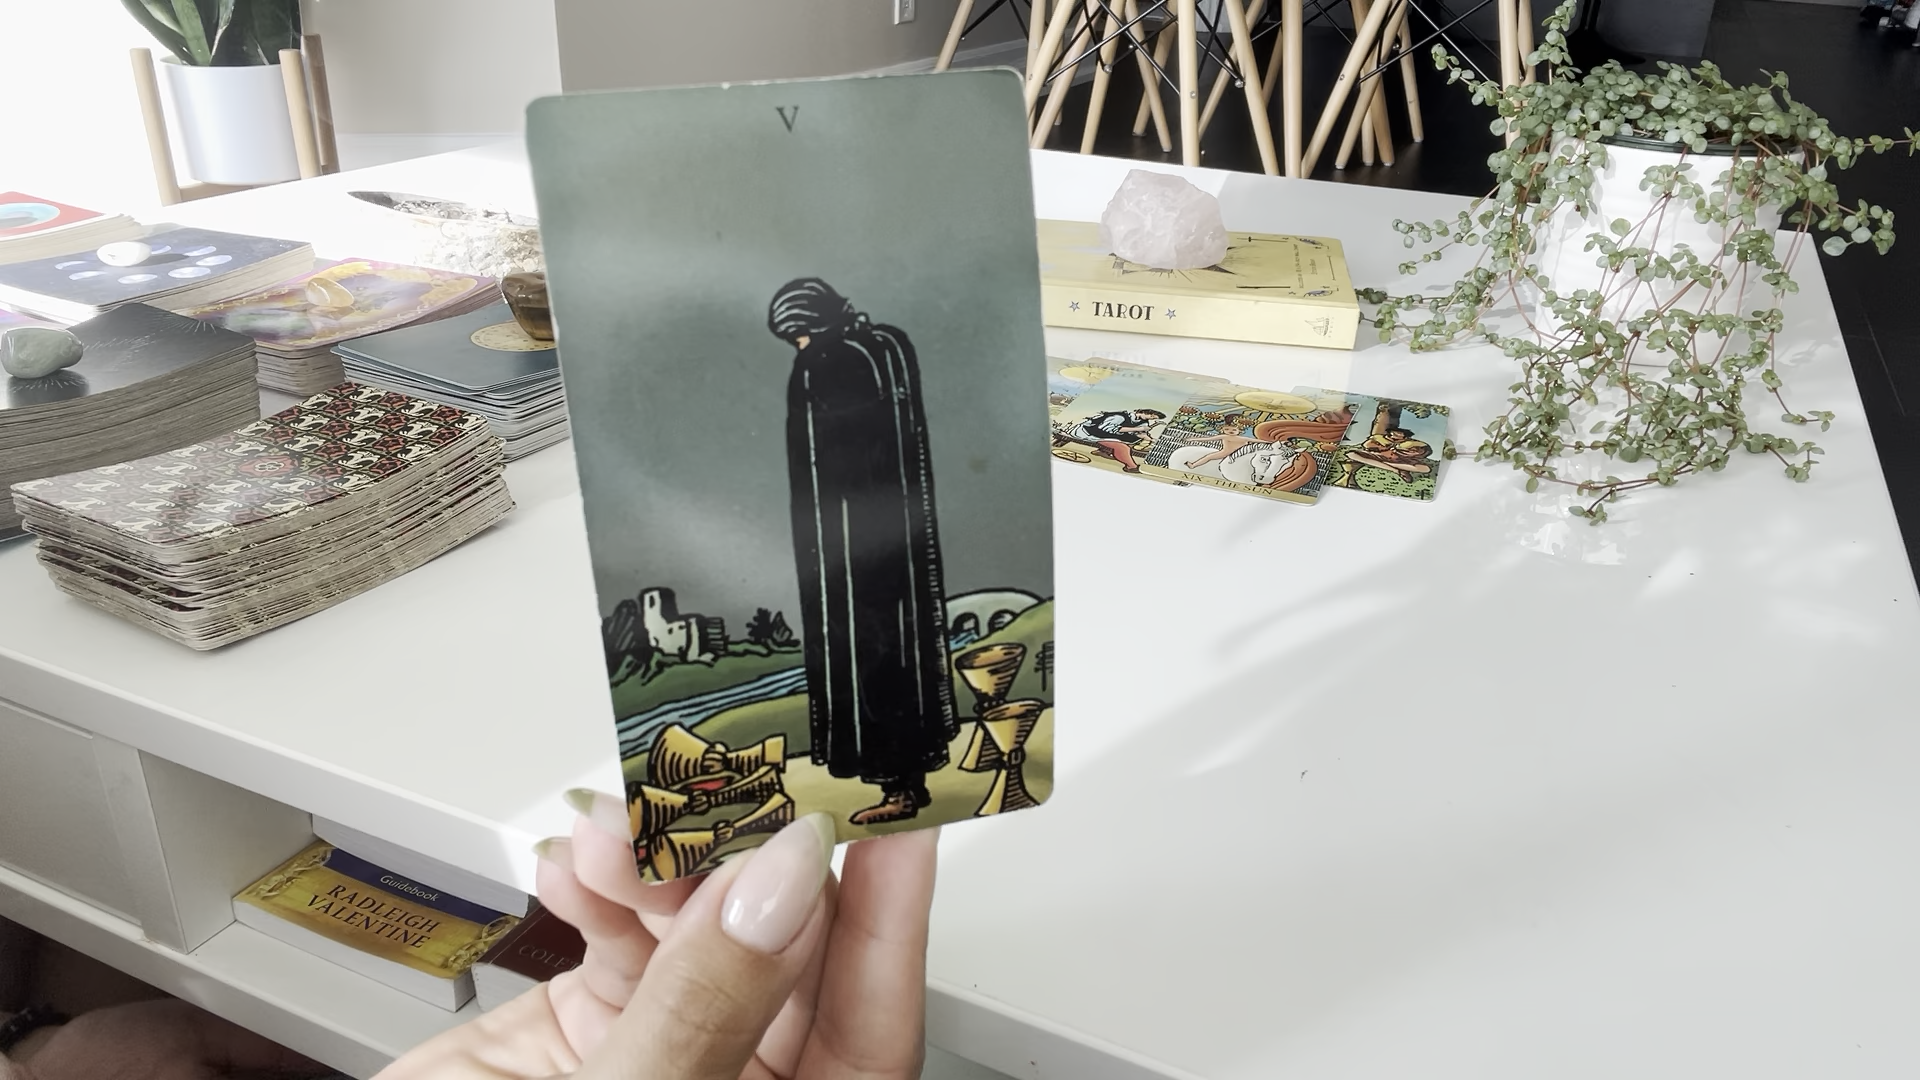 V
TAROT
XIX · THE SUN
Guidebook
RADLEIGH
VALENTINE